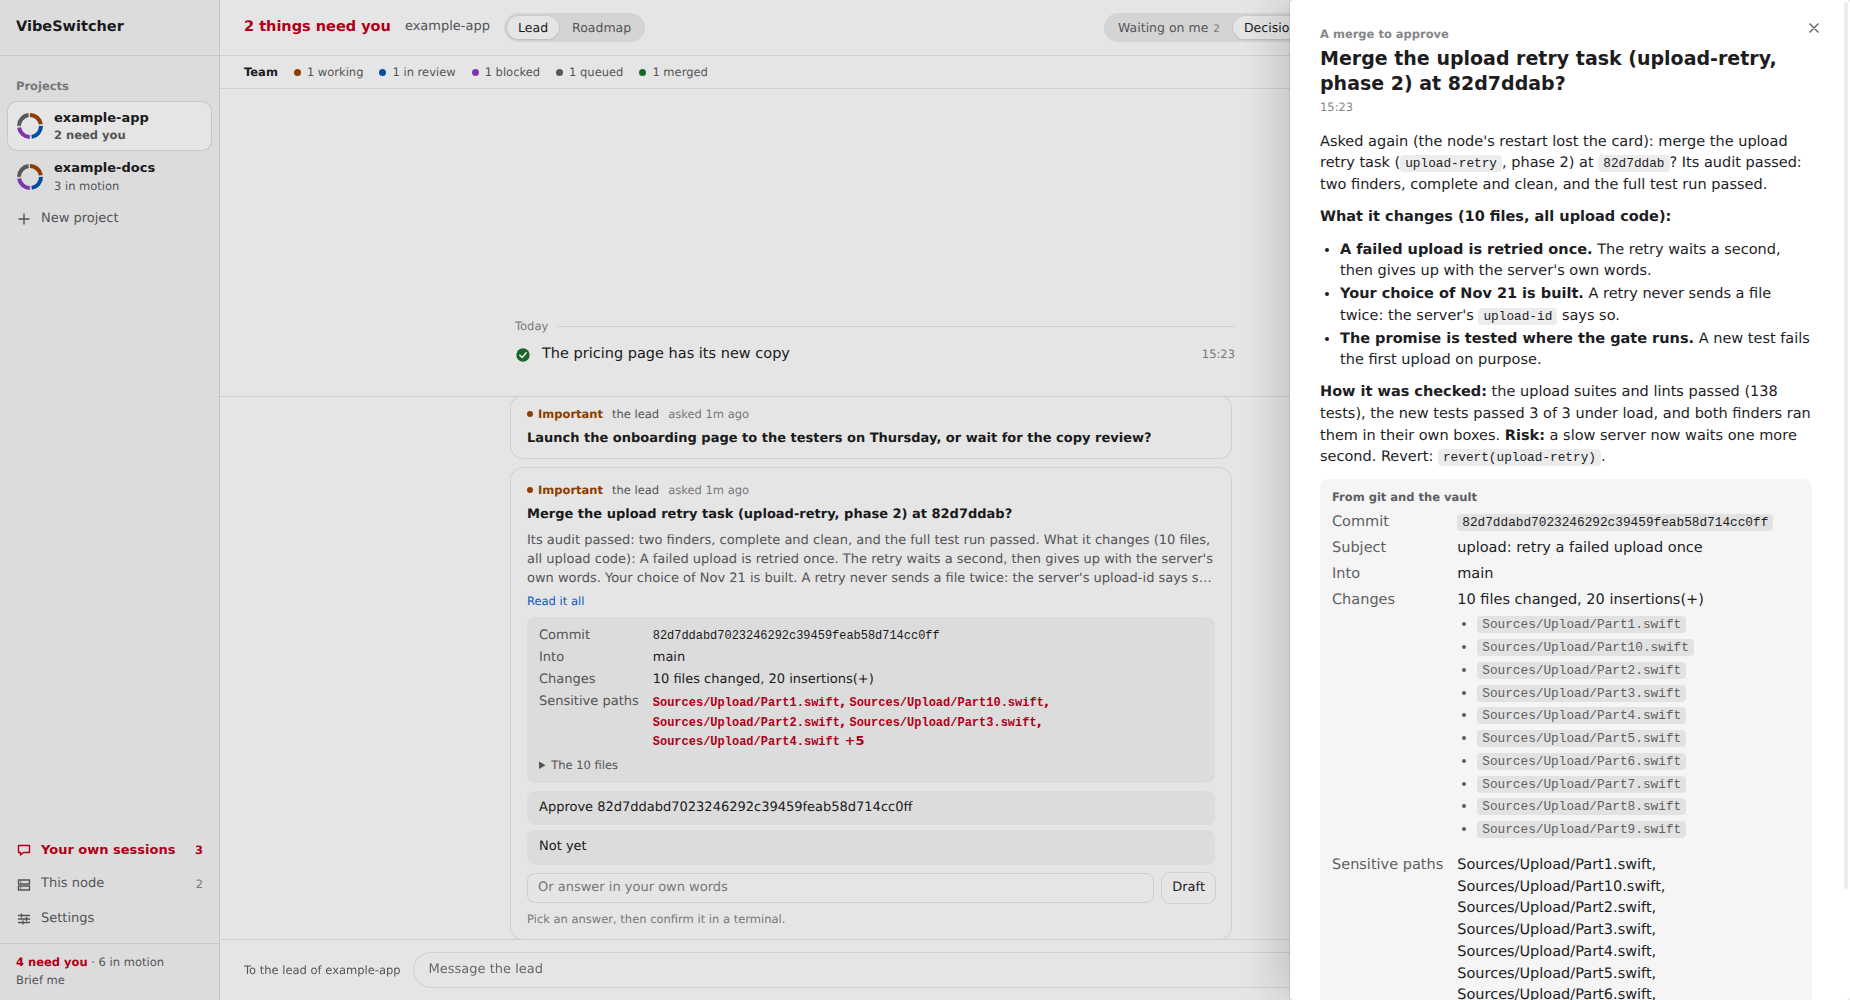 VibeSwitcher
Projects
example-app
2 need you
example-docs
3 in motion
New project
Your own sessions 3
This node 2
Settings
4 need you · 6 in motion
Brief me
2 things need you example-app Lead Roadmap Waiting on me 2 Decisio
Team 1 working 1 in review 1 blocked 1 queued 1 merged
Today
The pricing page has its new copy 15:23
Important the lead asked 1m ago
Launch the onboarding page to the testers on Thursday, or wait for the copy review?
Important the lead asked 1m ago
Merge the upload retry task (upload-retry, phase 2) at 82d7ddab?
Its audit passed: two finders, complete and clean, and the full test run passed. What it changes (10 files,
all upload code): A failed upload is retried once. The retry waits a second, then gives up with the server's
own words. Your choice of Nov 21 is built. A retry never sends a file twice: the server's upload-id says s…
Read it all
Commit 82d7ddabd7023246292c39459feab58d714cc0ff
Into main
Changes 10 files changed, 20 insertions(+)
Sensitive paths Sources/Upload/Part1.swift, Sources/Upload/Part10.swift,
Sources/Upload/Part2.swift, Sources/Upload/Part3.swift,
Sources/Upload/Part4.swift +5
The 10 files
Approve 82d7ddabd7023246292c39459feab58d714cc0ff
Not yet
Or answer in your own words Draft
Pick an answer, then confirm it in a terminal.
To the lead of example-app Message the lead
A merge to approve
Merge the upload retry task (upload-retry,
phase 2) at 82d7ddab?
15:23
Asked again (the node's restart lost the card): merge the upload
retry task (upload-retry, phase 2) at 82d7ddab? Its audit passed:
two finders, complete and clean, and the full test run passed.
What it changes (10 files, all upload code):
• A failed upload is retried once. The retry waits a second,
then gives up with the server's own words.
• Your choice of Nov 21 is built. A retry never sends a file
twice: the server's upload-id says so.
• The promise is tested where the gate runs. A new test fails
the first upload on purpose.
How it was checked: the upload suites and lints passed (138
tests), the new tests passed 3 of 3 under load, and both finders ran
them in their own boxes. Risk: a slow server now waits one more
second. Revert: revert(upload-retry).
From git and the vault
Commit 82d7ddabd7023246292c39459feab58d714cc0ff
Subject upload: retry a failed upload once
Into main
Changes 10 files changed, 20 insertions(+)
• Sources/Upload/Part1.swift
• Sources/Upload/Part10.swift
• Sources/Upload/Part2.swift
• Sources/Upload/Part3.swift
• Sources/Upload/Part4.swift
• Sources/Upload/Part5.swift
• Sources/Upload/Part6.swift
• Sources/Upload/Part7.swift
• Sources/Upload/Part8.swift
• Sources/Upload/Part9.swift
Sensitive paths Sources/Upload/Part1.swift,
Sources/Upload/Part10.swift,
Sources/Upload/Part2.swift,
Sources/Upload/Part3.swift,
Sources/Upload/Part4.swift,
Sources/Upload/Part5.swift,
Sources/Upload/Part6.swift,